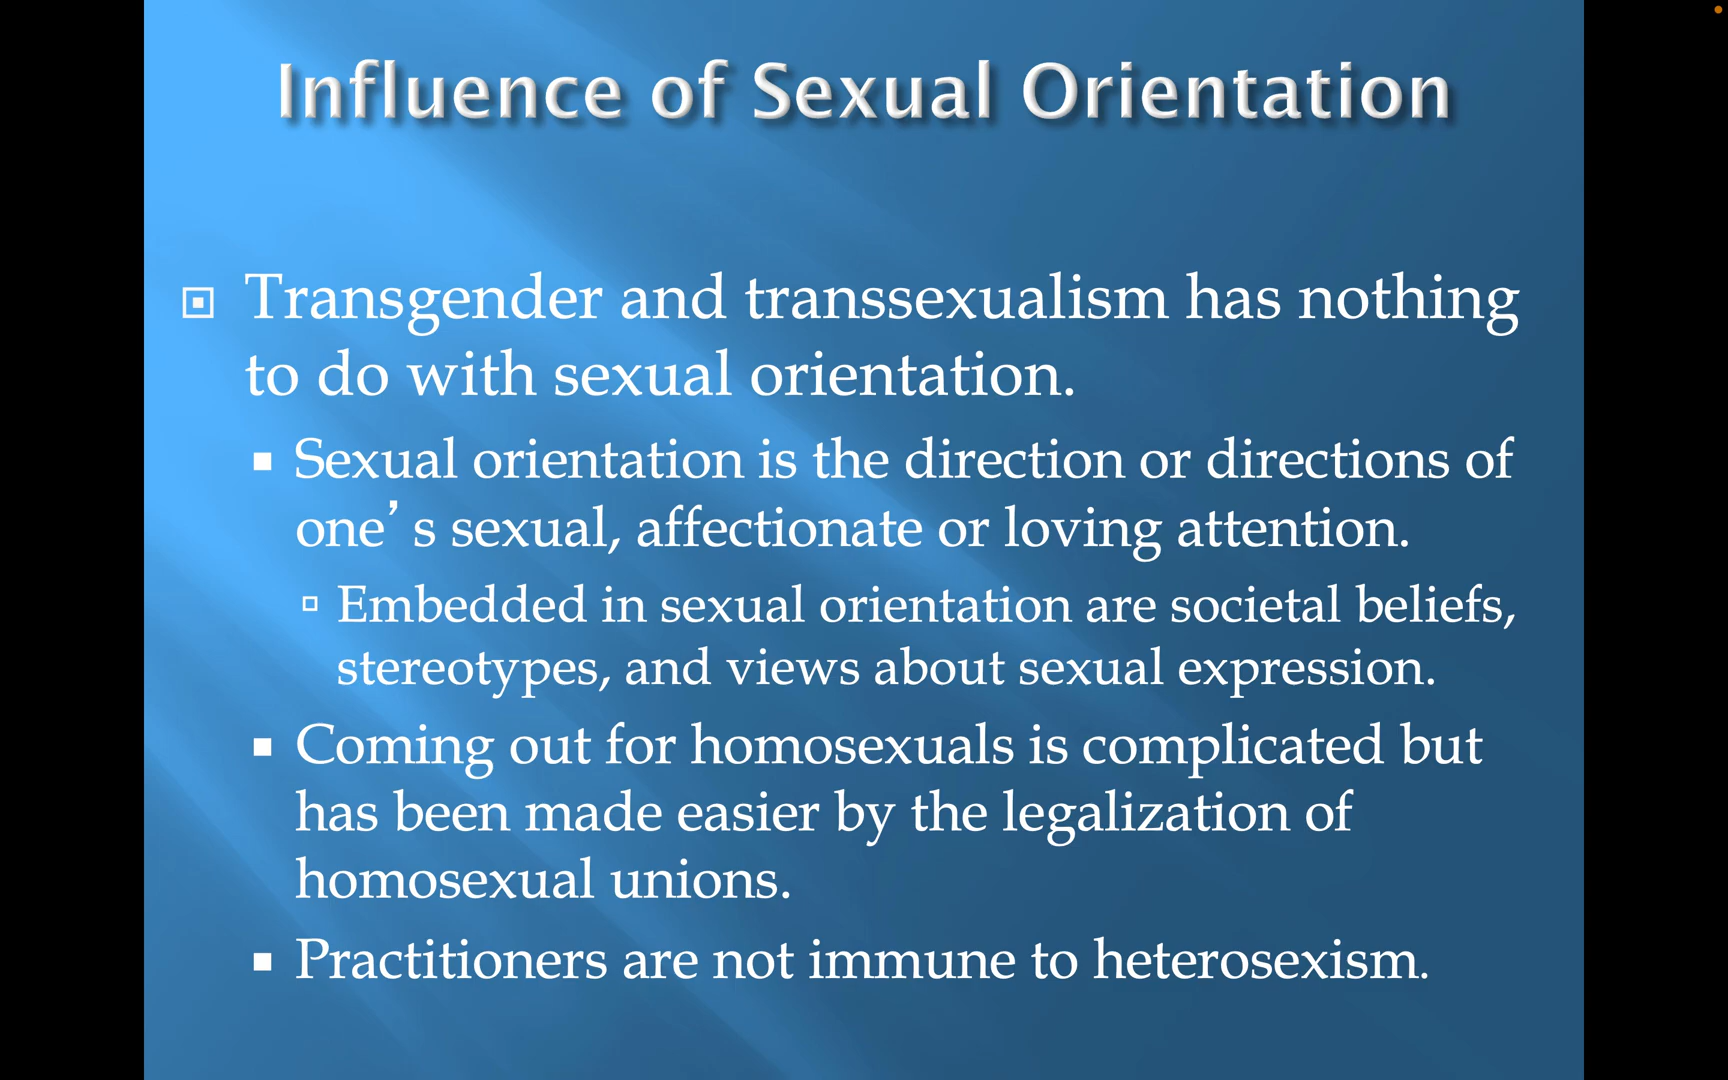 Influence of Sexual Orientation
Transgender and transsexualism has nothing
to do with sexual orientation.
Sexual orientation is the direction or directions of
one’ s sexual, affectionate or loving attention.
Embedded in sexual orientation are societal beliefs,
stereotypes, and views about sexual expression.
Coming out for homosexuals is complicated but
has been made easier by the legalization of
homosexual unions.
Practitioners are not immune to heterosexism.